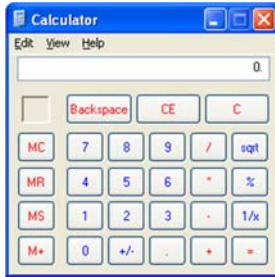 Calculator
Edit View Help
0.
Backspace CE C
MC 7 8 9 / sqrt
MR 4 5 6 * %
MS 1 2 3 - 1/x
M+ 0 +/- . + =